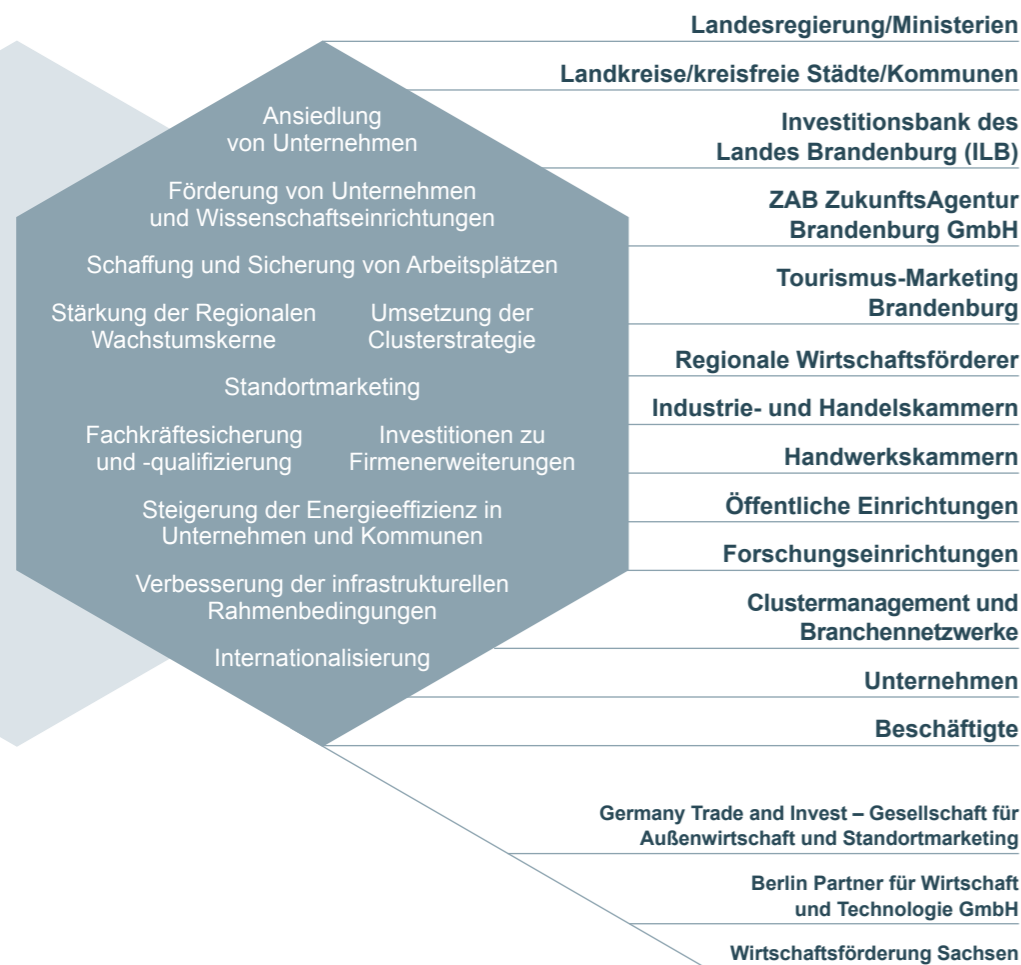 Ansiedlung
von Unternehmen
Förderung von Unternehmen
und Wissenschaftseinrichtungen
Schaffung und Sicherung von Arbeitsplätzen
Stärkung der Regionalen
Wachstumskerne
Umsetzung der
Clusterstrategie
Standortmarketing
Fachkräftesicherung
und -qualifizierung
Investitionen zu
Firmenerweiterungen
Steigerung der Energieeffizienz in
Unternehmen und Kommunen
Verbesserung der infrastrukturellen
Rahmenbedingungen
Internationalisierung
Landesregierung/Ministerien
Landkreise/kreisfreie Städte/Kommunen
Investitionsbank des
Landes Brandenburg (ILB)
ZAB ZukunftsAgentur
Brandenburg GmbH
Tourismus-Marketing
Brandenburg
Regionale Wirtschaftsförderer
Industrie- und Handelskammern
Handwerkskammern
Öffentliche Einrichtungen
Forschungseinrichtungen
Clustermanagement und
Branchennetzwerke
Unternehmen
Beschäftigte
Germany Trade and Invest – Gesellschaft für
Außenwirtschaft und Standortmarketing
Berlin Partner für Wirtschaft
und Technologie GmbH
Wirtschaftsförderung Sachsen